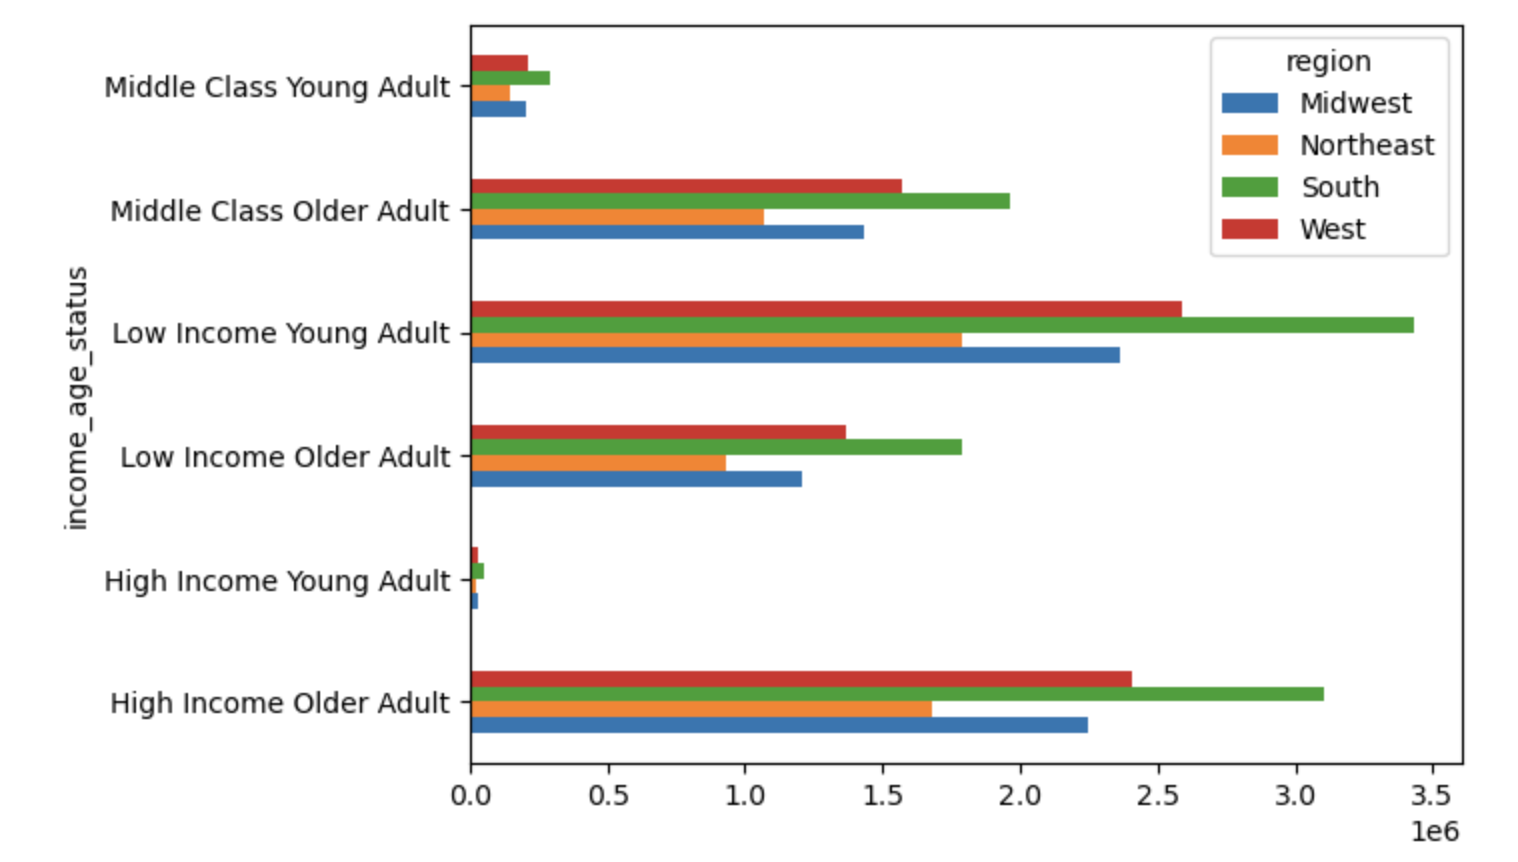 region
Midwest
Northeast
South
West
Middle Class Young Adult
Middle Class Older Adult
Low Income Young Adult
Low Income Older Adult
High Income Young Adult
High Income Older Adult
income_age_status
0.0 0.5 1.0 1.5 2.0 2.5 3.0 3.5
1e6